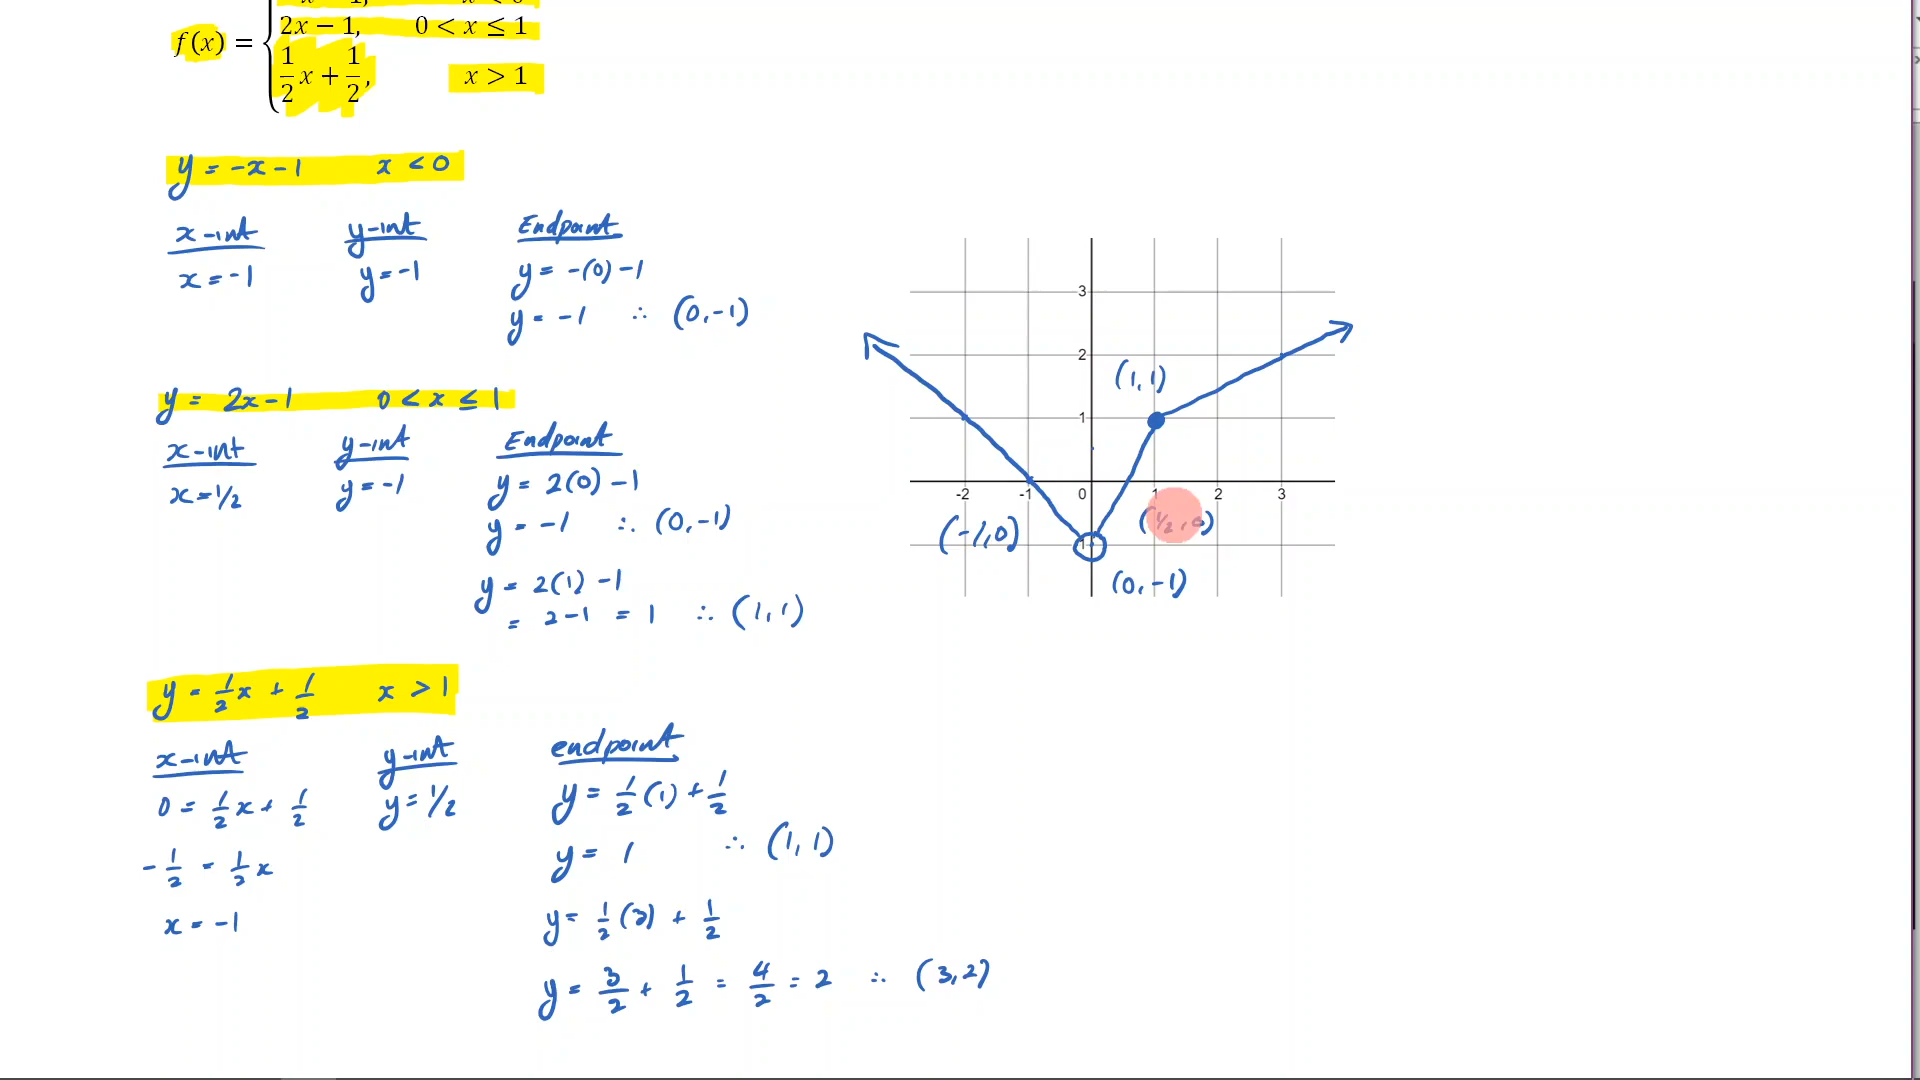 f(x) =
2x − 1, 0 < x ≤ 1
1/2 x + 1/2, x > 1
y = -x - 1 x < 0
x-int y-int Endpoint
x = -1 y = -1 y = -(0) - 1
y = -1 ∴ (0, -1)
y = 2x - 1 0 < x ≤ 1
x-int y-int Endpoint
x = 1/2 y = -1 y = 2(0) - 1
y = -1 ∴ (0, -1)
y = 2(1) - 1
= 2 - 1 = 1 ∴ (1, 1)
y = 1/2 x + 1/2 x > 1
x-int y-int endpoint
0 = 1/2 x + 1/2 y = 1/2 y = 1/2 (1) + 1/2
-1/2 = 1/2 x y = 1 ∴ (1, 1)
x = -1 y = 1/2 (3) + 1/2
y = 3/2 + 1/2 = 4/2 = 2 ∴ (3, 2)
3
2
(1, 1)
1
-2 -1 0 1 2 3
(-1, 0) (1/2, 0)
(0, -1)